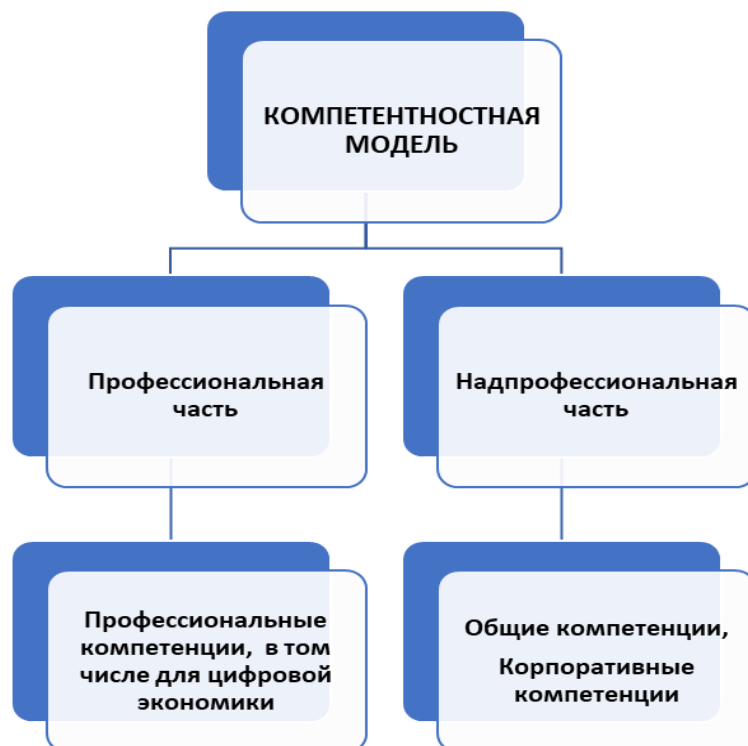 КОМПЕТЕНТНОСТНАЯ
МОДЕЛЬ
Профессиональная
часть
Надпрофессиональная
часть
Профессиональные
компетенции, в том
числе для цифровой
экономики
Общие компетенции,
Корпоративные
компетенции